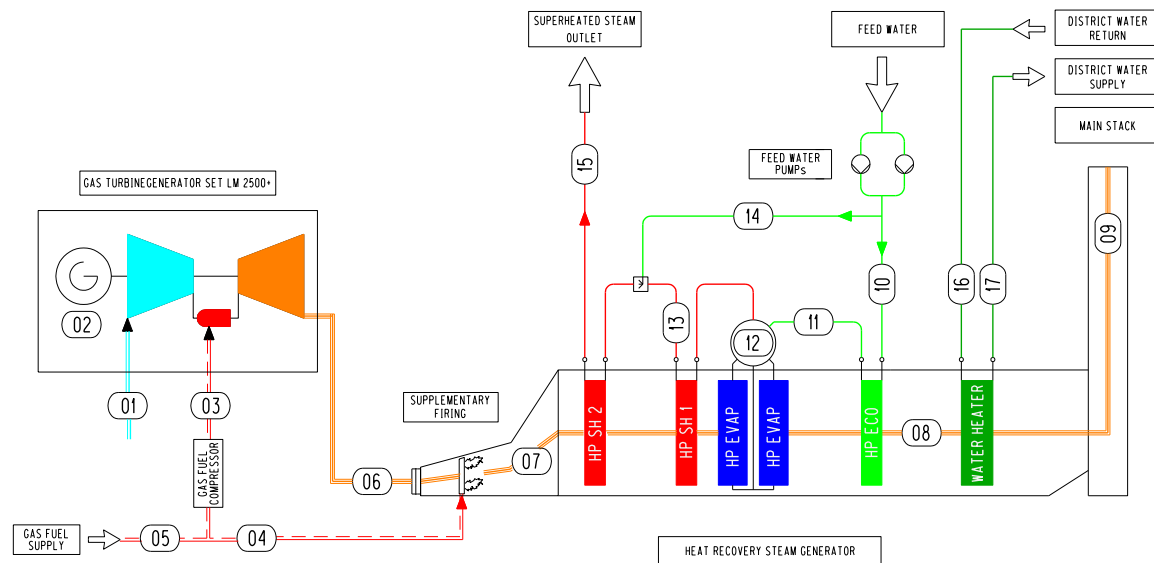 SUPERHEATED STEAM
OUTLET
FEED WATER
DISTRICT WATER
RETURN
DISTRICT WATER
SUPPLY
MAIN STACK
FEED WATER
PUMPs
GAS TURBINEGENERATOR SET LM 2500+
G
01
02
03
04
05
06
07
08
09
10
11
12
13
14
15
16
17
GAS FUEL
COMPRESSOR
GAS FUEL
SUPPLY
SUPPLEMENTARY
FIRING
HP SH 2
HP SH 1
HP EVAP
HP EVAP
HP ECO
WATER HEATER
HEAT RECOVERY STEAM GENERATOR